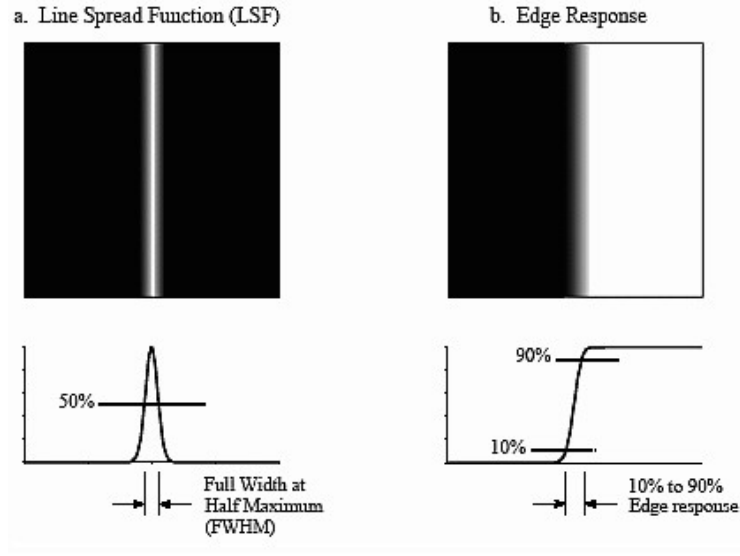 a. Line Spread Function (LSF)
b. Edge Response
50%
90%
10%
Full Width at
Half Maximum
(FWHM)
10% to 90%
Edge response